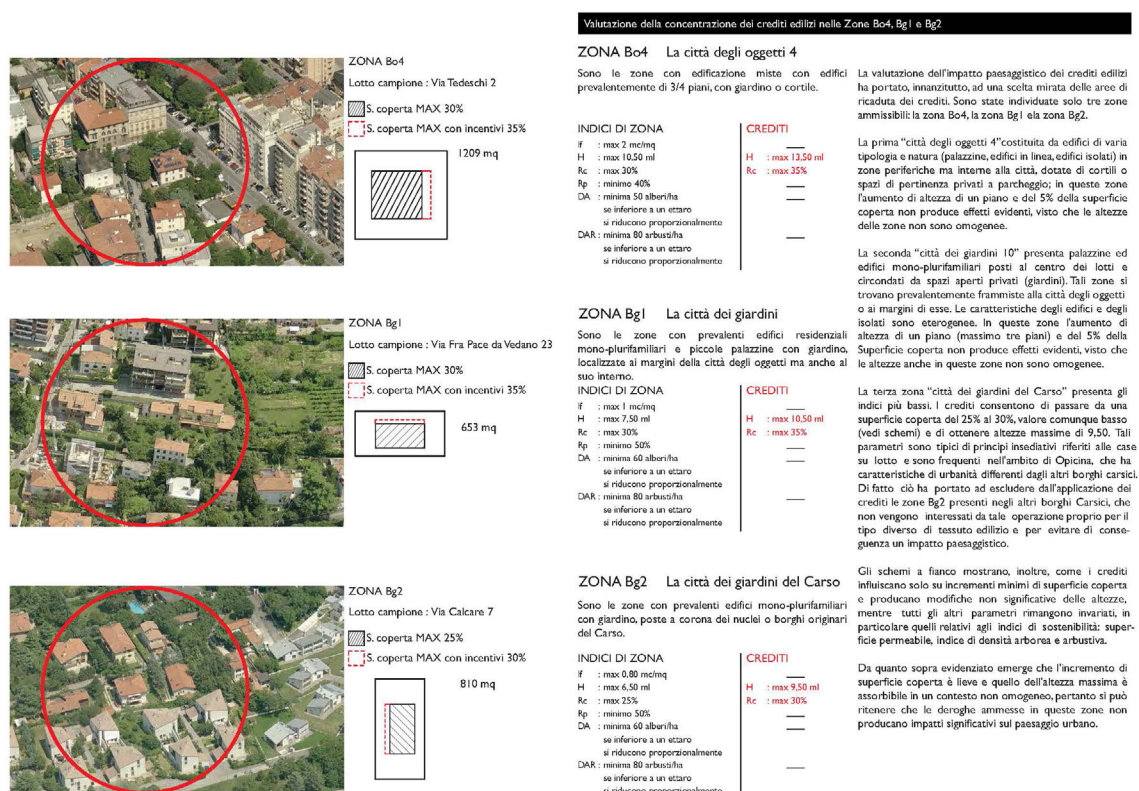 ZONA Bo4
Lotto campione : Via Tedeschi 2
S. coperta MAX 30%
S. coperta MAX con incentivi 35%
1209 mq
ZONA Bg1
Lotto campione : Via Fra Pace da Vedano 23
S. coperta MAX 30%
S. coperta MAX con incentivi 35%
653 mq
ZONA Bg2
Lotto campione : Via Calcare 7
S. coperta MAX 25%
S. coperta MAX con incentivi 30%
810 mq
Valutazione della concentrazione dei crediti edilizi nelle Zone Bo4, Bg1 e Bg2
ZONA Bo4 La città degli oggetti 4
Sono le zone con edificazione miste con edifici
prevalentemente di 3/4 piani, con giardino o cortile.
INDICI DI ZONA
If : max 2 mc/mq
H : max 10,50 ml
Rc : max 30%
Rp : minimo 40%
DA : minima 50 alberi/ha
se inferiore a un ettaro
si riducono proporzionalmente
DAR : minima 80 arbusti/ha
se inferiore a un ettaro
si riducono proporzionalmente
CREDITI
H : max 13,50 ml
Rc : max 35%
ZONA Bg1 La città dei giardini
Sono le zone con prevalenti edifici residenziali
mono-plurifamiliari e piccole palazzine con giardino,
localizzate ai margini della città degli oggetti ma anche al
suo interno.
INDICI DI ZONA
If : max 1 mc/mq
H : max 7,50 ml
Rc : max 30%
Rp : minimo 50%
DA : minima 60 alberi/ha
se inferiore a un ettaro
si riducono proporzionalmente
DAR : minima 80 arbusti/ha
se inferiore a un ettaro
si riducono proporzionalmente
CREDITI
H : max 10,50 ml
Rc : max 35%
ZONA Bg2 La città dei giardini del Carso
Sono le zone con prevalenti edifici mono-plurifamiliari
con giardino, poste a corona dei nuclei o borghi originari
del Carso.
INDICI DI ZONA
If : max 0,80 mc/mq
H : max 6,50 ml
Rc : max 25%
Rp : minimo 50%
DA : minima 60 alberi/ha
se inferiore a un ettaro
si riducono proporzionalmente
DAR : minima 80 arbusti/ha
se inferiore a un ettaro
si riducono proporzionalmente
CREDITI
H : max 9,50 ml
Rc : max 30%
La valutazione dell'impatto paesaggistico dei crediti edilizi
ha portato, innanzitutto, ad una scelta mirata delle aree di
ricaduta dei crediti. Sono state individuate solo tre zone
ammissibili: la zona Bo4, la zona Bg1 ela zona Bg2.
La prima “città degli oggetti 4”costituita da edifici di varia
tipologia e natura (palazzine, edifici in linea, edifici isolati) in
zone periferiche ma interne alla città, dotate di cortili o
spazi di pertinenza privati a parcheggio; in queste zone
l'aumento di altezza di un piano e del 5% della superficie
coperta non produce effetti evidenti, visto che le altezze
delle zone non sono omogenee.
La seconda “città dei giardini 10” presenta palazzine ed
edifici mono-plurifamiliari posti al centro dei lotti e
circondati da spazi aperti privati (giardini). Tali zone si
trovano prevalentemente frammiste alla città degli oggetti
o ai margini di esse. Le caratteristiche degli edifici e degli
isolati sono eterogenee. In queste zone l'aumento di
altezza di un piano (massimo tre piani) e del 5% della
Superficie coperta non produce effetti evidenti, visto che
le altezze anche in queste zone non sono omogenee.
La terza zona “città dei giardini del Carso” presenta gli
indici più bassi. I crediti consentono di passare da una
superficie coperta del 25% al 30%, valore comunque basso
(vedi schemi) e di ottenere altezze massime di 9,50. Tali
parametri sono tipici di principi insediativi riferiti alle case
su lotto e sono frequenti nell'ambito di Opicina, che ha
caratteristiche di urbanità differenti dagli altri borghi carsici.
Di fatto ciò ha portato ad escludere dall'applicazione dei
crediti le zone Bg2 presenti negli altri borghi Carsici, che
non vengono interessati da tale operazione proprio per il
tipo diverso di tessuto edilizio e per evitare di conse-
guenza un impatto paesaggistico.
Gli schemi a fianco mostrano, inoltre, come i crediti
influiscano solo su incrementi minimi di superficie coperta
e producano modifiche non significative delle altezze,
mentre tutti gli altri parametri rimangono invariati, in
particolare quelli relativi agli indici di sostenibilità: super-
ficie permeabile, indice di densità arborea e arbustiva.
Da quanto sopra evidenziato emerge che l'incremento di
superficie coperta è lieve e quello dell'altezza massima è
assorbibile in un contesto non omogeneo, pertanto si può
ritenere che le deroghe ammesse in queste zone non
producano impatti significativi sul paesaggio urbano.